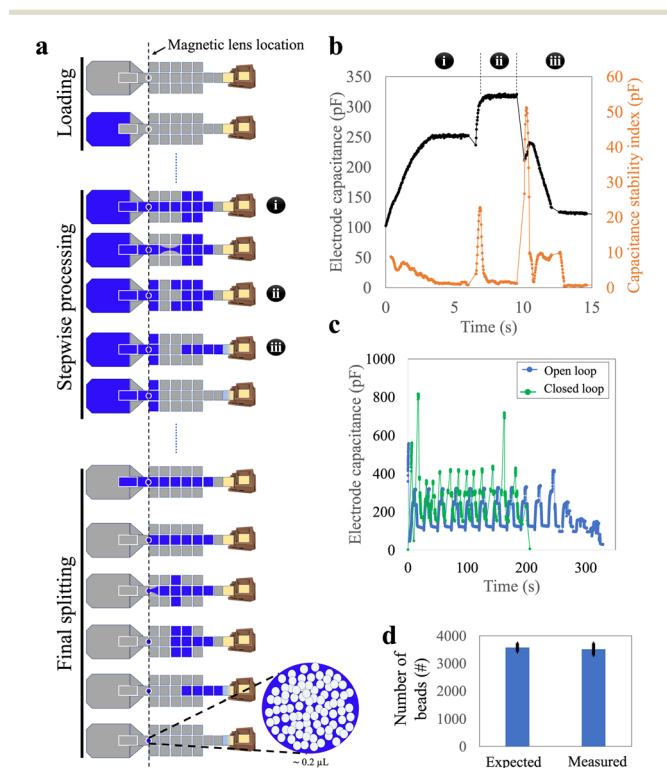 a
Magnetic lens location
Loading
Stepwise processing
Final splitting
i
ii
iii
~ 0.2 µL
b
i
ii
iii
Electrode capacitance (pF)
350
300
250
200
150
100
50
0
60
50
40
30
20
10
0
Capacitance stability index (pF)
0
5
10
15
Time (s)
c
Electrode capacitance (pF)
1000
800
600
400
200
0
Open loop
Closed loop
0
100
200
300
Time (s)
d
Number of
beads (#)
4000
3000
2000
1000
0
Expected
Measured